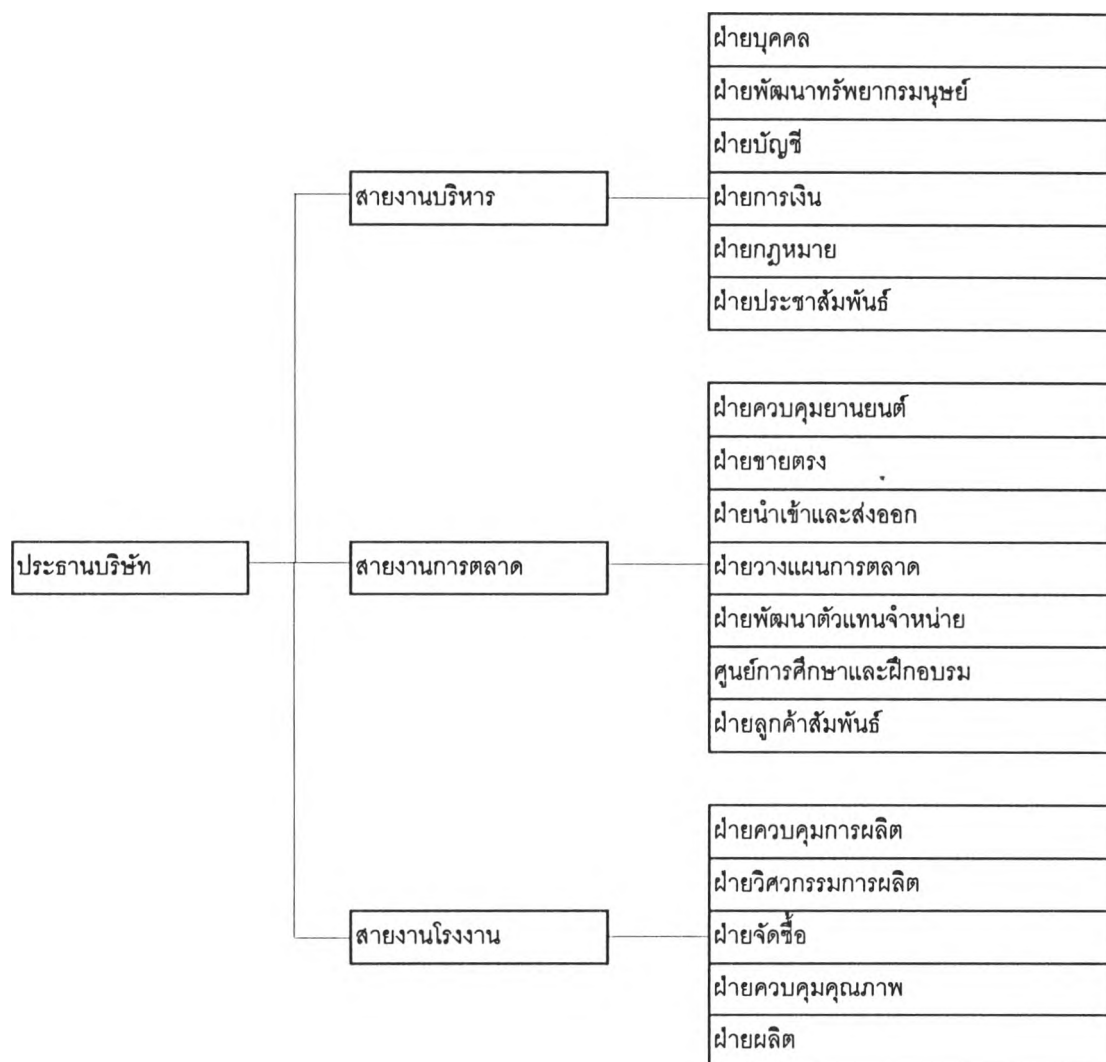 ประธานบริษัท
สายงานบริหาร
ฝ่ายบุคคล
ฝ่ายพัฒนาทรัพยากรมนุษย์
ฝ่ายบัญชี
ฝ่ายการเงิน
ฝ่ายกฎหมาย
ฝ่ายประชาสัมพันธ์
สายงานการตลาด
ฝ่ายควบคุมยานยนต์
ฝ่ายขายตรง
ฝ่ายนำเข้าและส่งออก
ฝ่ายวางแผนการตลาด
ฝ่ายพัฒนาตัวแทนจำหน่าย
ศูนย์การศึกษาและฝึกอบรม
ฝ่ายลูกค้าสัมพันธ์
สายงานโรงงาน
ฝ่ายควบคุมการผลิต
ฝ่ายวิศวกรรมการผลิต
ฝ่ายจัดซื้อ
ฝ่ายควบคุมคุณภาพ
ฝ่ายผลิต